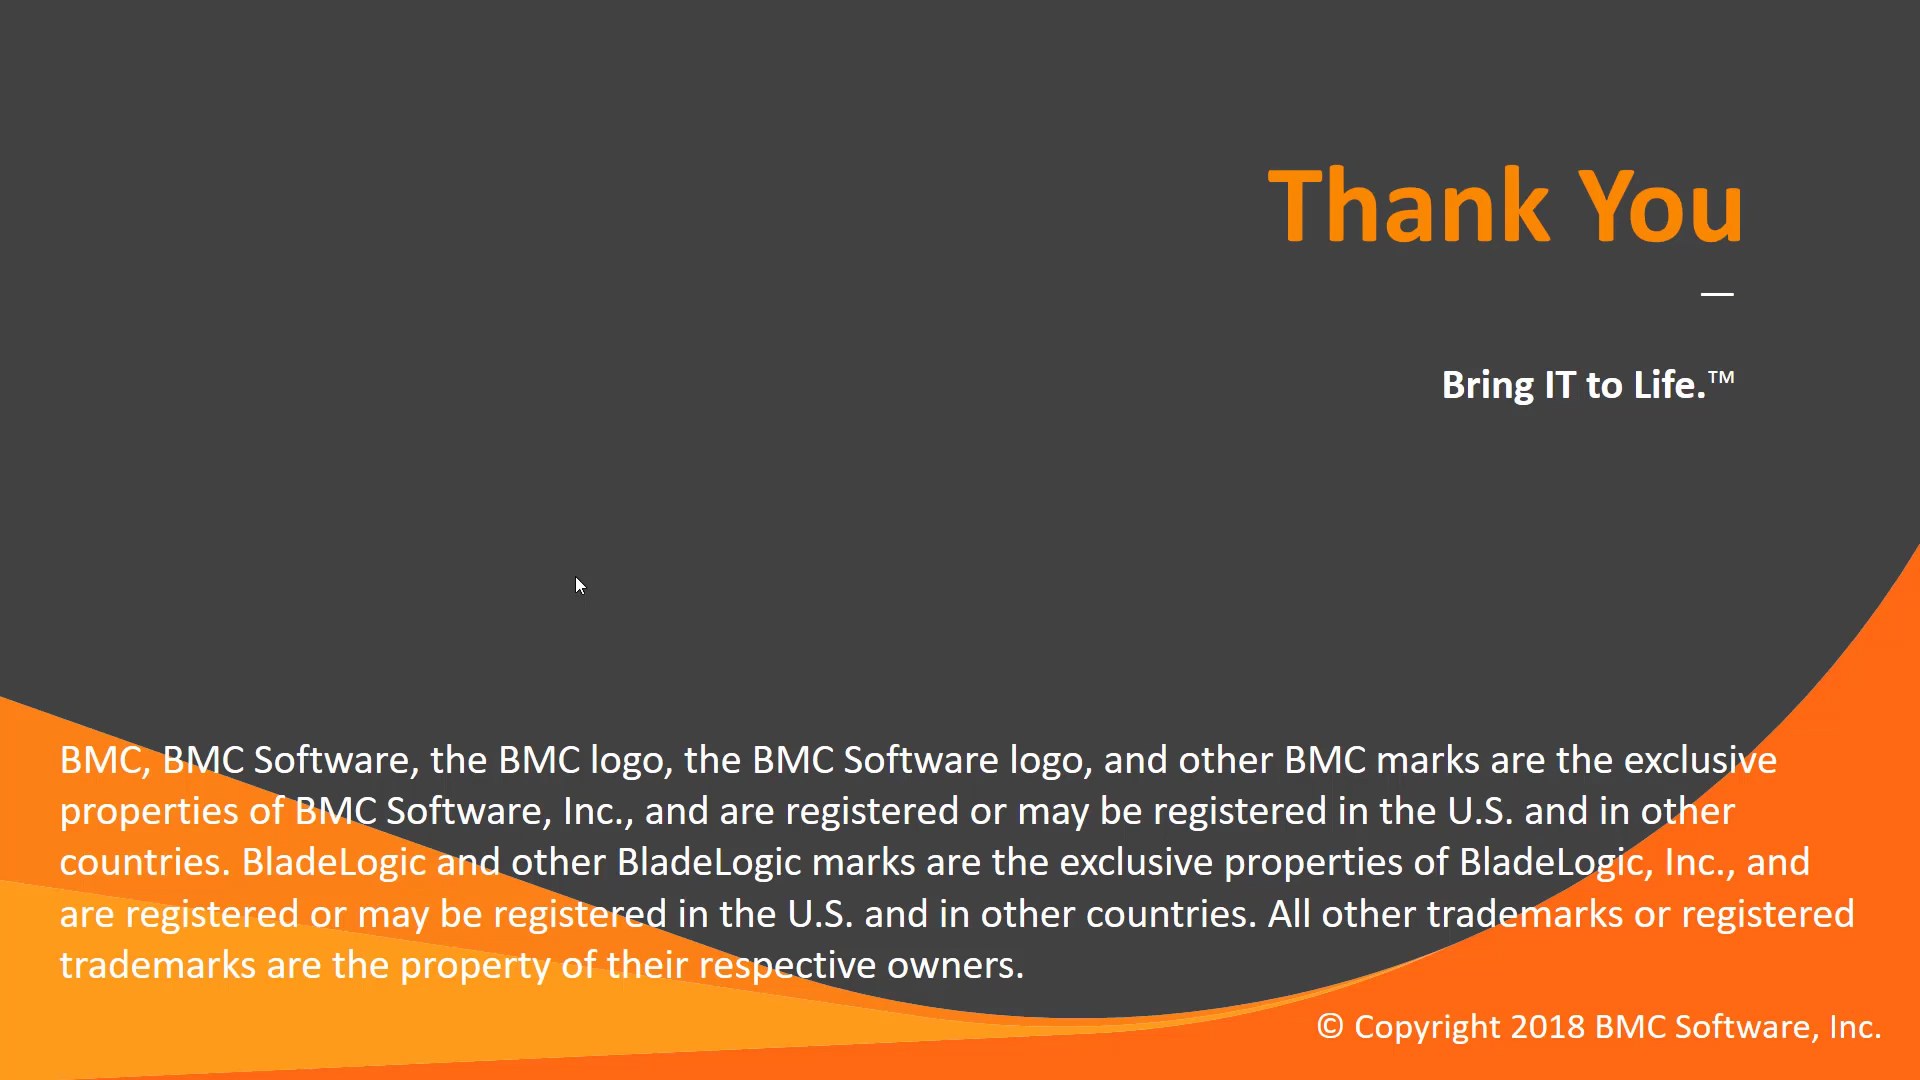 Thank You
—
Bring IT to Life.™
BMC, BMC Software, the BMC logo, the BMC Software logo, and other BMC marks are the exclusive
properties of BMC Software, Inc., and are registered or may be registered in the U.S. and in other
countries. BladeLogic and other BladeLogic marks are the exclusive properties of BladeLogic, Inc., and
are registered or may be registered in the U.S. and in other countries. All other trademarks or registered
trademarks are the property of their respective owners.
© Copyright 2018 BMC Software, Inc.